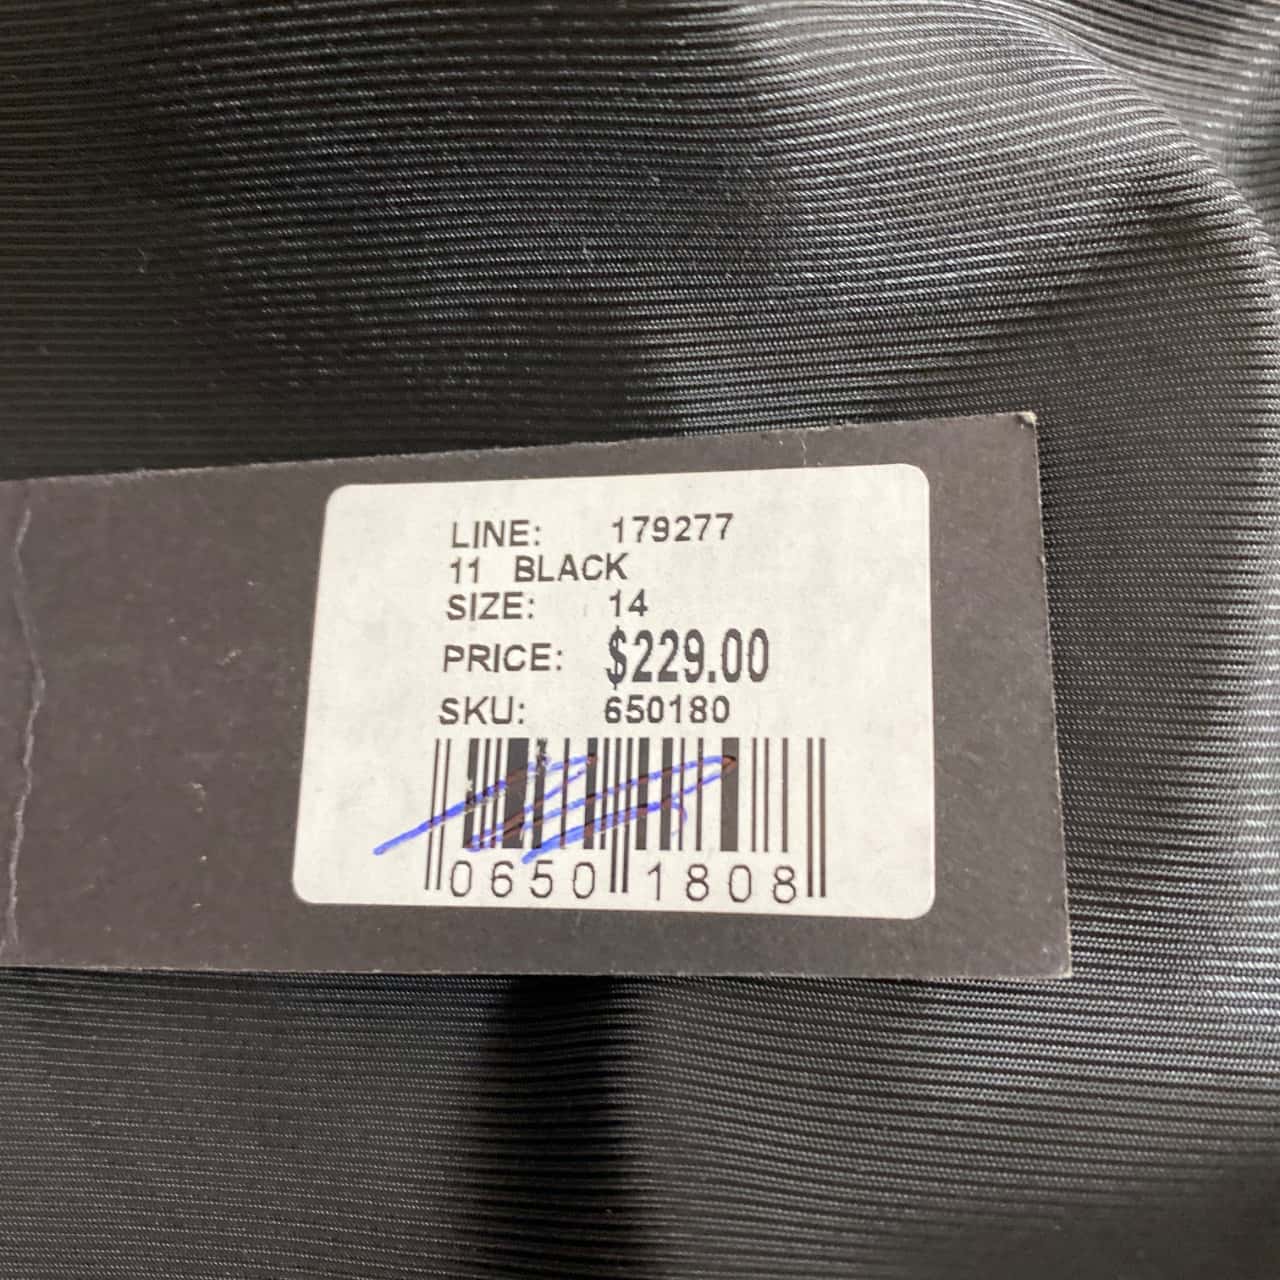 LINE: 179277
11 BLACK
SIZE: 14
PRICE: $229.00
SKU: 650180
0650 1808